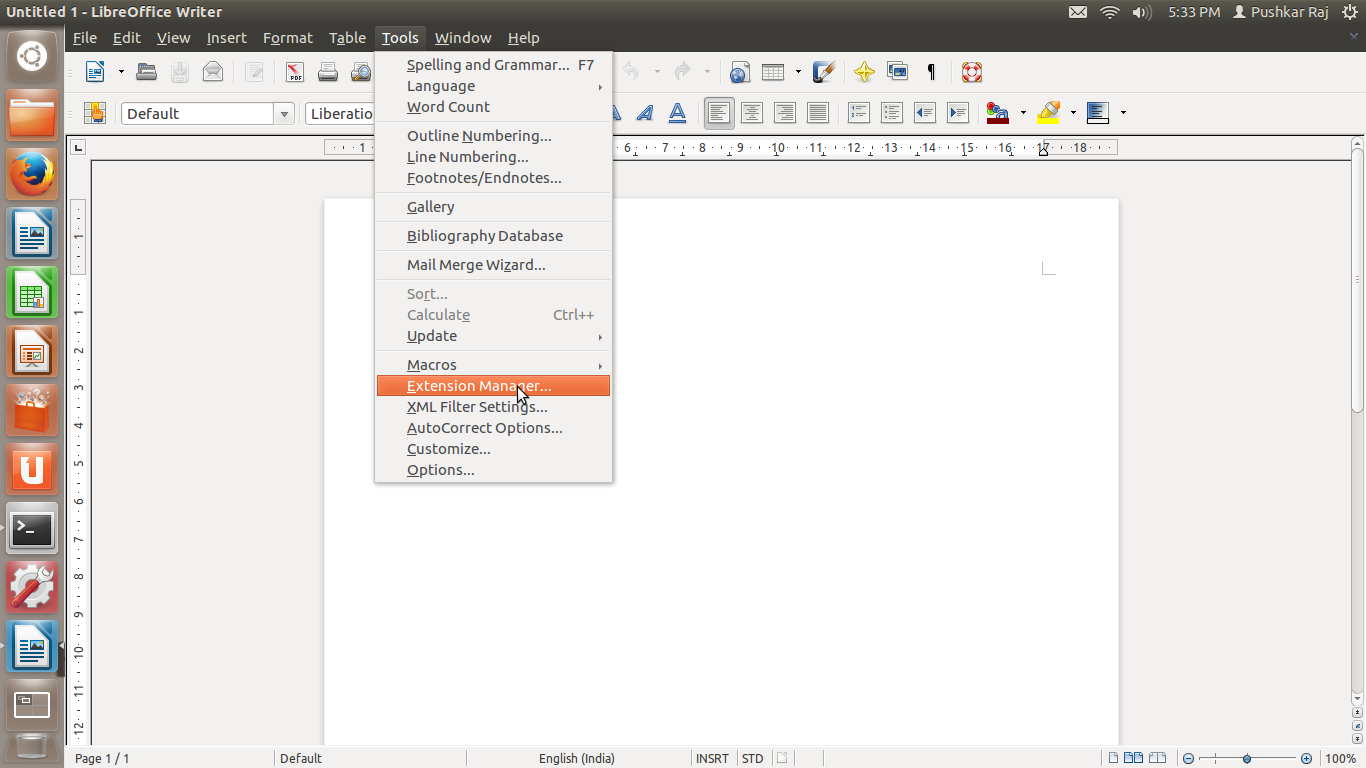 Untitled 1 - LibreOffice Writer 5:33 PM Pushkar Raj
File Edit View Insert Format Table Tools Window Help
Spelling and Grammar... F7
Language
Word Count
Default Liberatio
Outline Numbering...
Line Numbering...
Footnotes/Endnotes...
1 6 7 8 9 10 11 12 13 14 15 16 17 18
Gallery
Bibliography Database
Mail Merge Wizard...
Sort...
Calculate Ctrl++
Update
Macros
Extension Manager...
XML Filter Settings...
AutoCorrect Options...
Customize...
Options...
1
1
2
3
4
5
6
7
8
9
10
11
12
Page 1 / 1 Default English (India) INSRT STD 100%